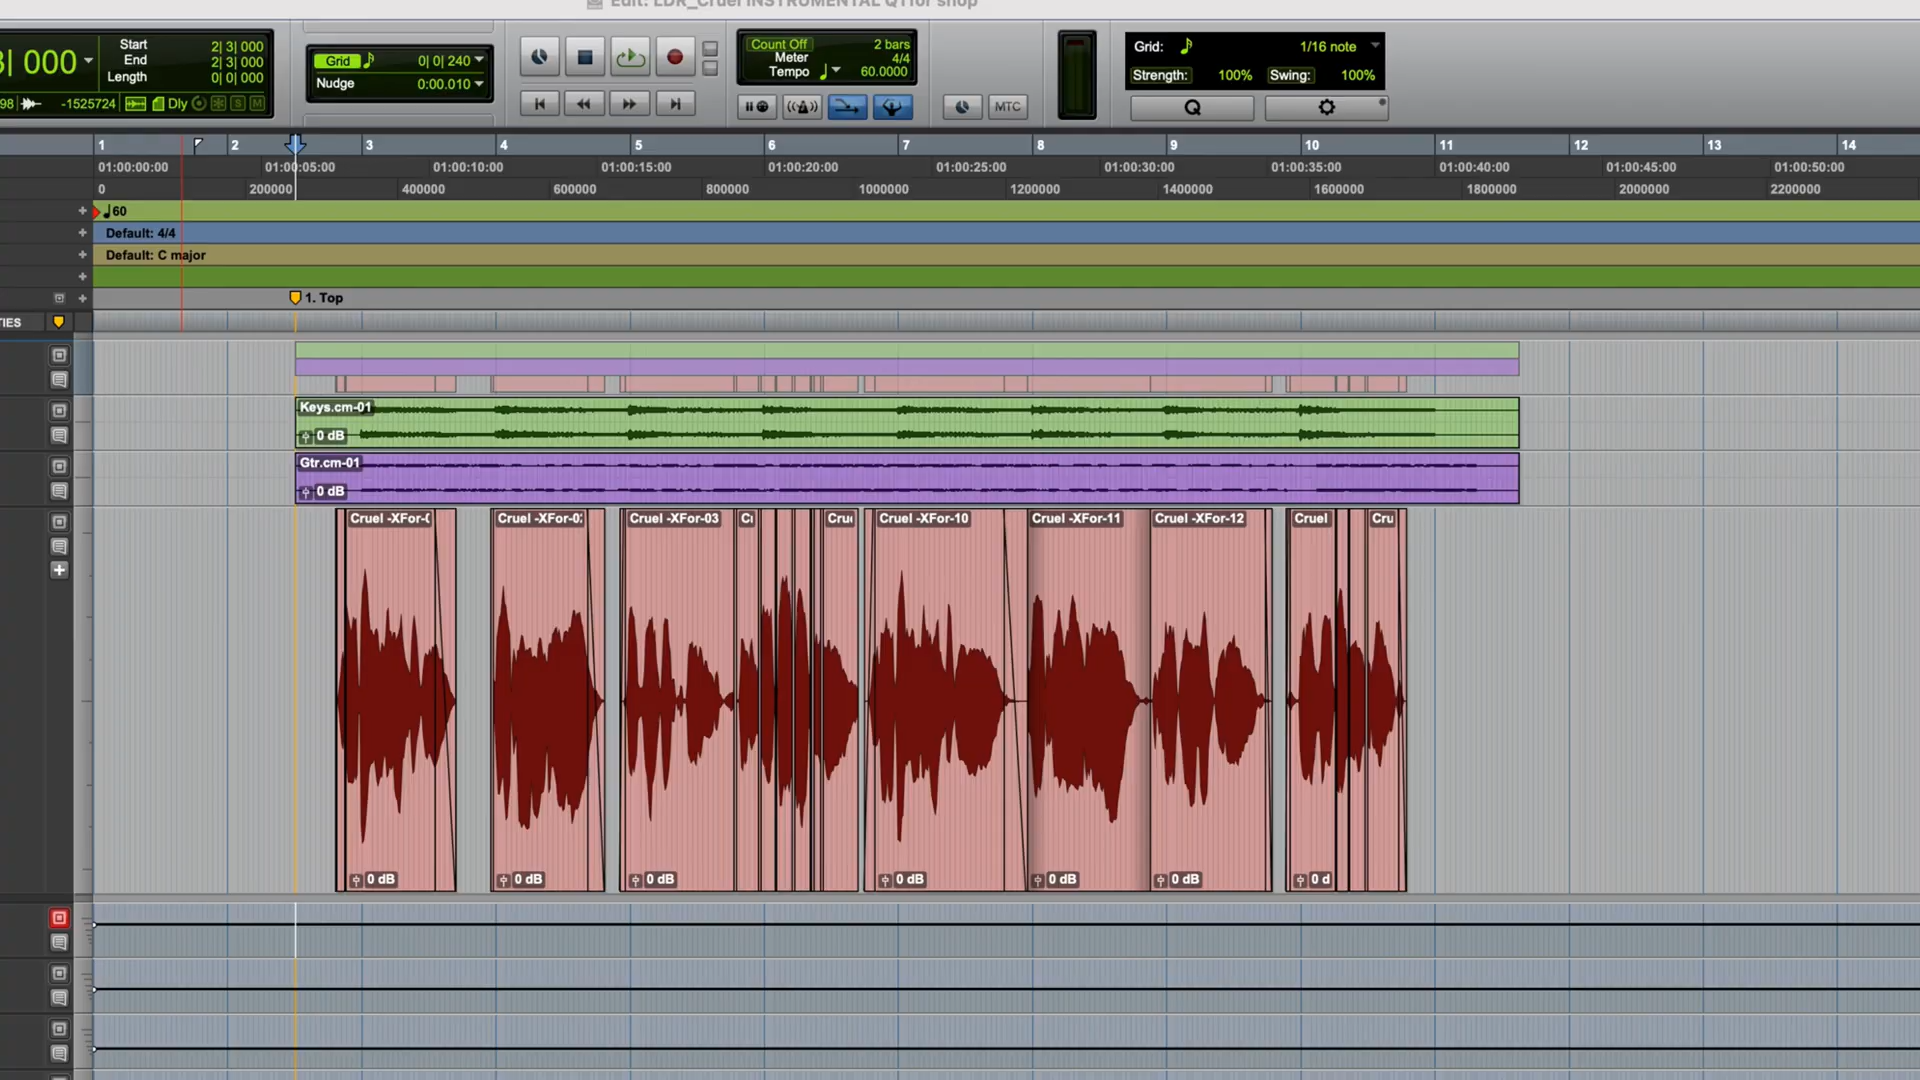 Edit: LDR_Cruel INSTRUMENTAL QTfor shop
3| 000
Start 2| 3| 000
End 2| 3| 000
Length 0| 0| 000
98 -1525724 Dly S M
Grid 0| 0| 240
Nudge 0:00.010
Count Off 2 bars
Meter 4/4
Tempo 60.0000
MTC
Grid: 1/16 note
Strength: 100% Swing: 100%
Q
1 2 3 4 5 6 7 8 9 10 11 12 13 14
01:00:00:00 01:00:05:00 01:00:10:00 01:00:15:00 01:00:20:00 01:00:25:00 01:00:30:00 01:00:35:00 01:00:40:00 01:00:45:00 01:00:50:00
0 200000 400000 600000 800000 1000000 1200000 1400000 1600000 1800000 2000000 2200000
60
Default: 4/4
Default: C major
1. Top
TIES
Keys.cm-01
0 dB
Gtr.cm-01
0 dB
Cruel -XFor-0 Cruel -XFor-02 Cruel -XFor-03 Cr Crue Cruel -XFor-10 Cruel -XFor-11 Cruel -XFor-12 Cruel Cru
0 dB 0 dB 0 dB 0 dB 0 dB 0 dB 0 d